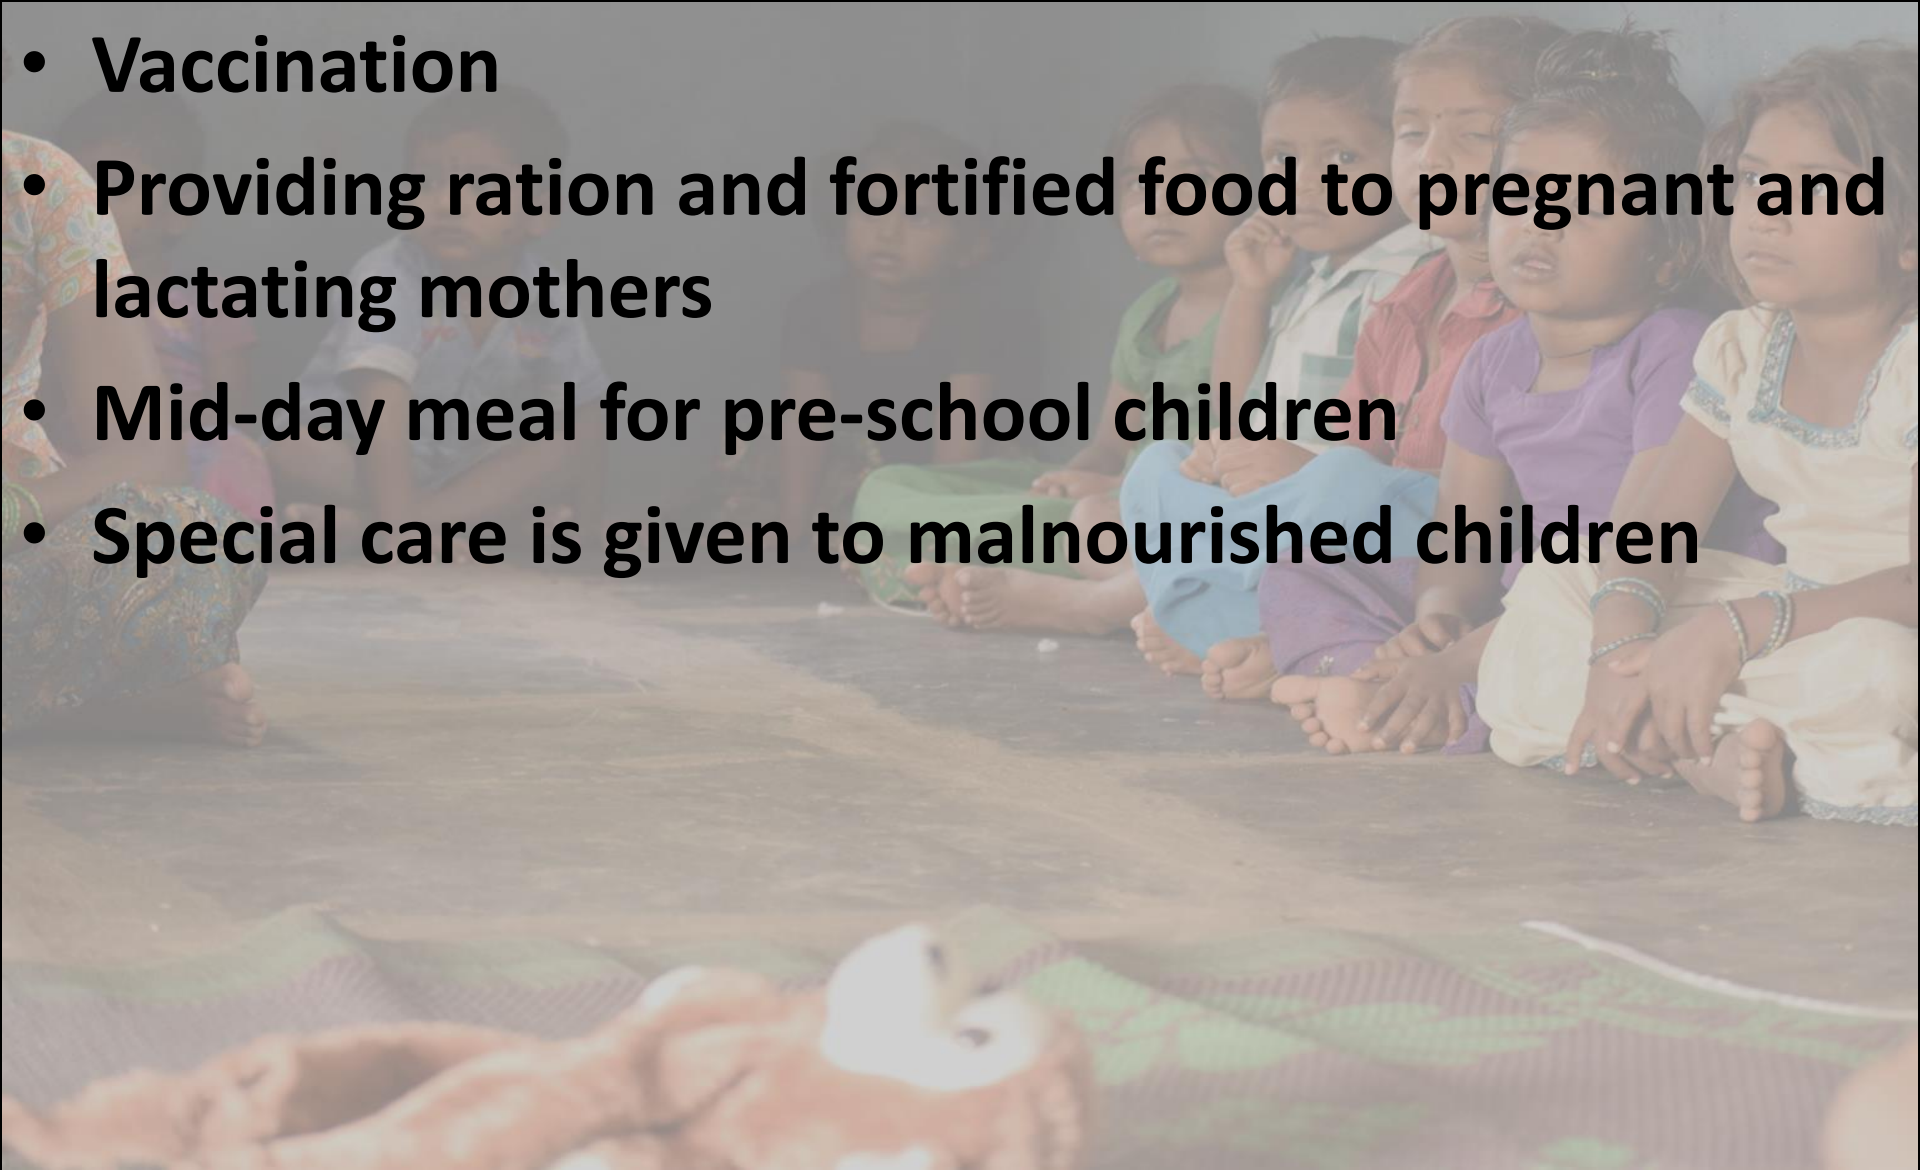 • Vaccination
• Providing ration and fortified food to pregnant and
lactating mothers
• Mid-day meal for pre-school children
• Special care is given to malnourished children